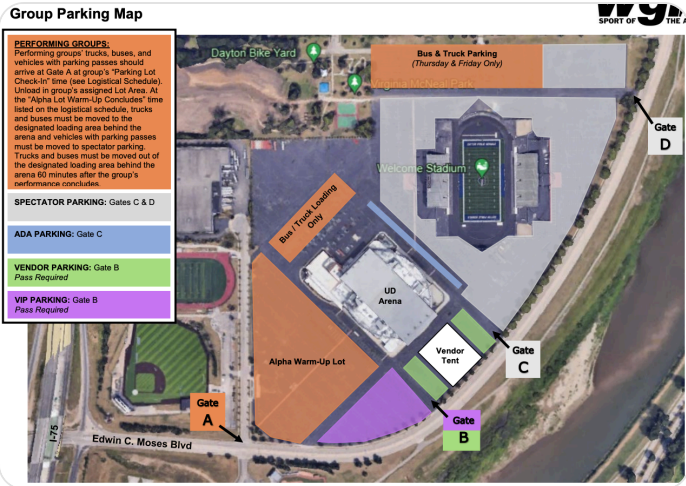 Group Parking Map
SPORT OF THE A
PERFORMING GROUPS:
Performing groups' trucks, buses, and
vehicles with parking passes should
arrive at Gate A at group's "Parking Lot
Check-In" time (see Logistical Schedule).
Unload in group's assigned Lot Area. At
the "Alpha Lot Warm-Up Concludes" time
listed on the logistical schedule, trucks
and buses must be moved to the
designated loading area behind the
arena and vehicles with parking passes
must be moved to spectator parking.
Trucks and buses must be moved out of
the designated loading area behind the
arena 60 minutes after the group's
performance concludes.
SPECTATOR PARKING: Gates C & D
ADA PARKING: Gate C
VENDOR PARKING: Gate B
Pass Required
VIP PARKING: Gate B
Pass Required
Dayton Bike Yard
Bus & Truck Parking
(Thursday & Friday Only)
Virginia McNeal Park
Gate
D
Welcome Stadium
Bus / Truck Loading
Only
UD
Arena
Alpha Warm-Up Lot
Vendor
Tent
Gate
C
Gate
A
Gate
B
I-75
Edwin C. Moses Blvd